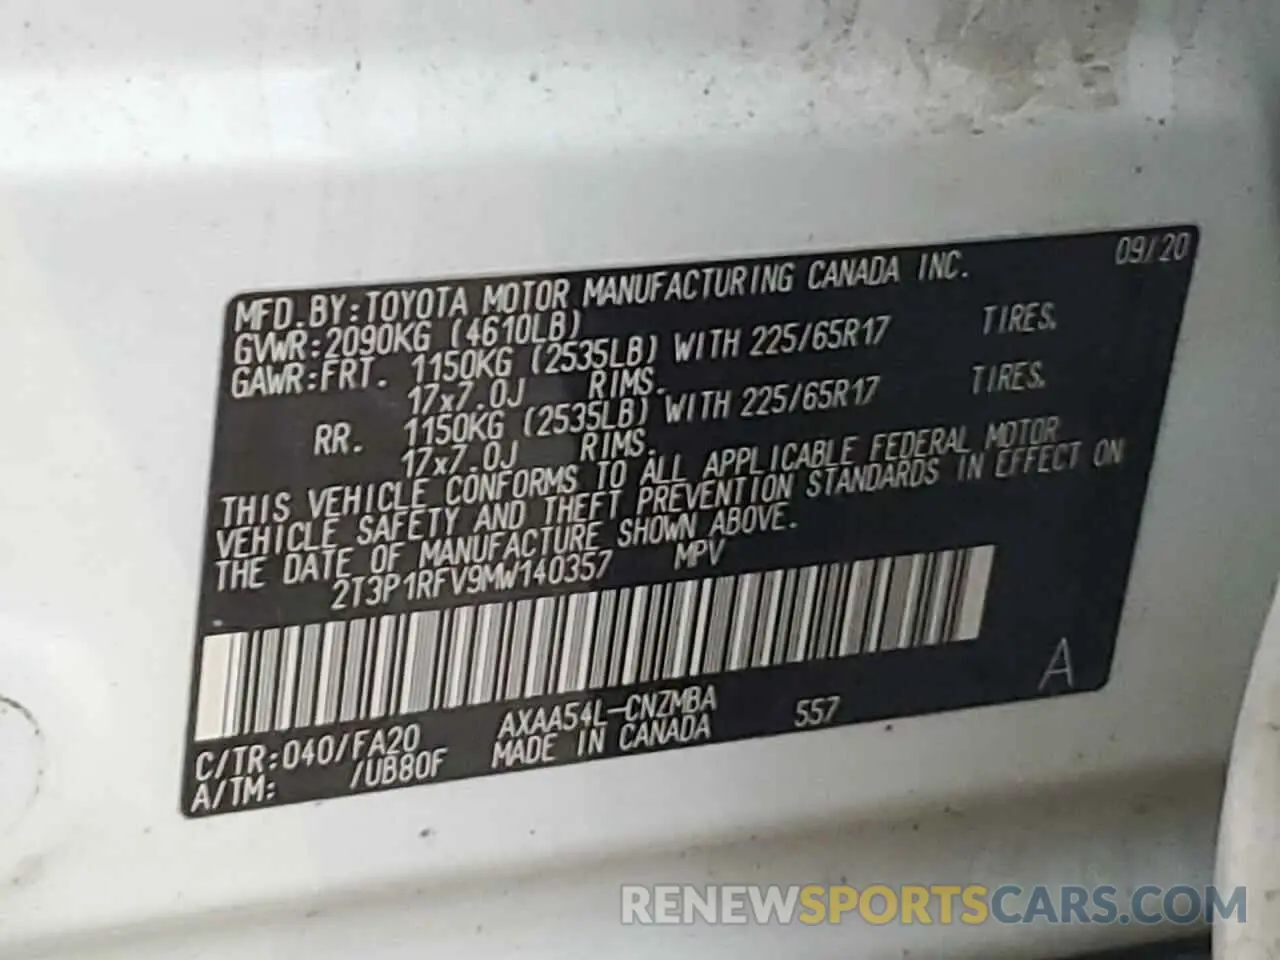 MFD.BY:TOYOTA MOTOR MANUFACTURING CANADA INC. 09/20
GVWR:2090KG (4610LB)
GAWR:FRT. 1150KG (2535LB) WITH 225/65R17 TIRES.
17x7.0J RIMS.
RR. 1150KG (2535LB) WITH 225/65R17 TIRES.
17x7.0J RIMS.
THIS VEHICLE CONFORMS TO ALL APPLICABLE FEDERAL MOTOR
VEHICLE SAFETY AND THEFT PREVENTION STANDARDS IN EFFECT ON
THE DATE OF MANUFACTURE SHOWN ABOVE.
2T3P1RFV9MW140357 MPV
A
C/TR:040/FA20 AXAA54L-CNZMBA 557
A/TM: /UB80F MADE IN CANADA
RENEWSPORTSCARS.COM